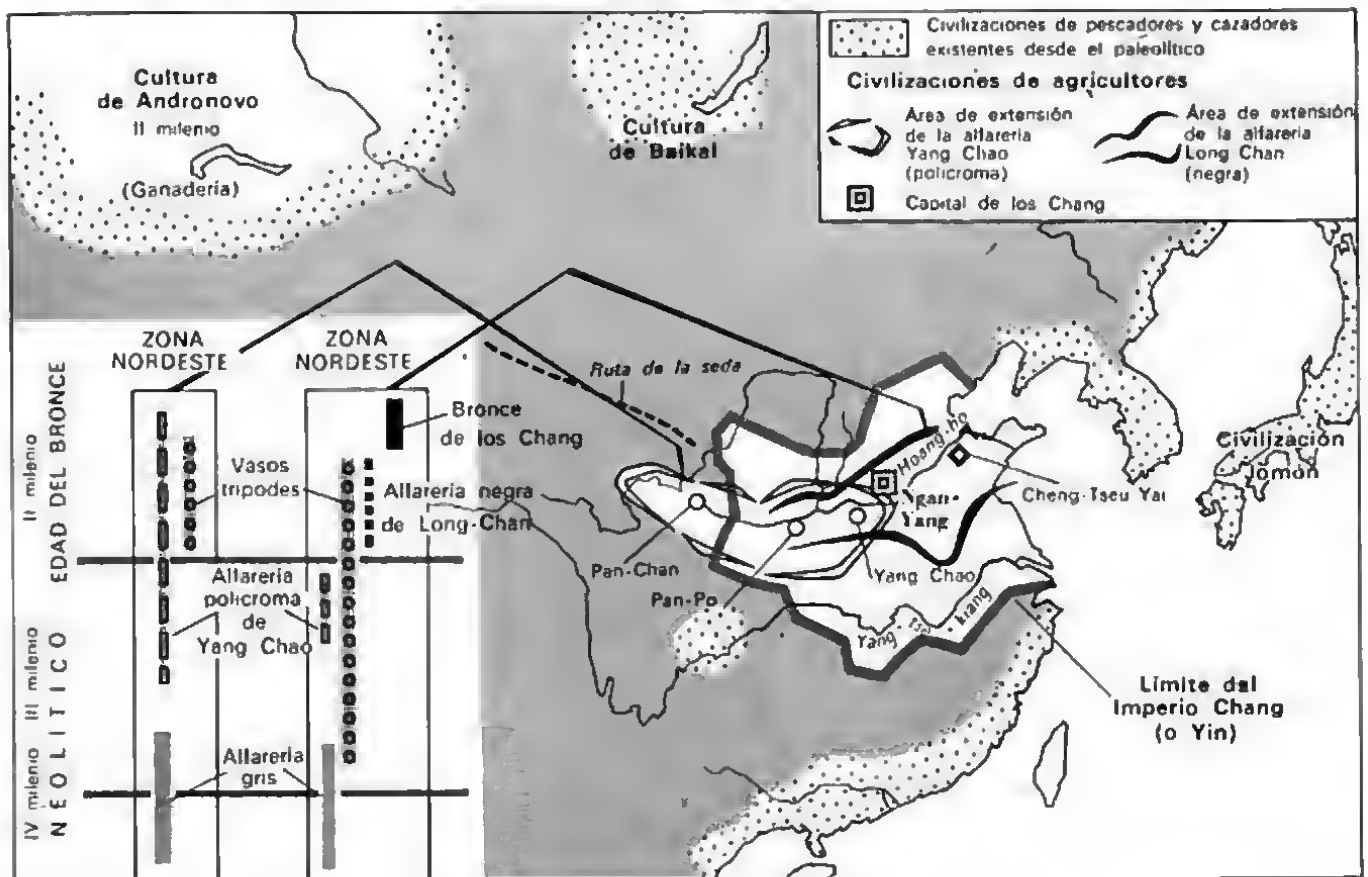 Civilizaciones de pescadores y cazadores
existentes desde el paleolítico
Civilizaciones de agricultores
Área de extensión
de la alfarería
Yang Chao
(policroma)
Área de extensión
de la alfarería
Long Chan
(negra)
Capital de los Chang
Cultura
de Andronovo
II milenio
(Ganadería)
Cultura
de Baikal
ZONA
NORDESTE
ZONA
NORDESTE
Ruta de la seda
Bronce
de los Chang
Vasos
trípodes
Alfarería negra
de Long-Chan
Alfarería
policroma
de
Yang Chao
Alfarería
gris
II milenio
EDAD DEL BRONCE
III milenio
IV milenio
NEOLITICO
Hoang-ho
Ngan-
Yang
Cheng-Tseu Yai
Civilización
Jomón
Pan-Chan
Pan-Po
Yang Chao
Yang-tse kiang
Límite del
Imperio Chang
(o Yin)